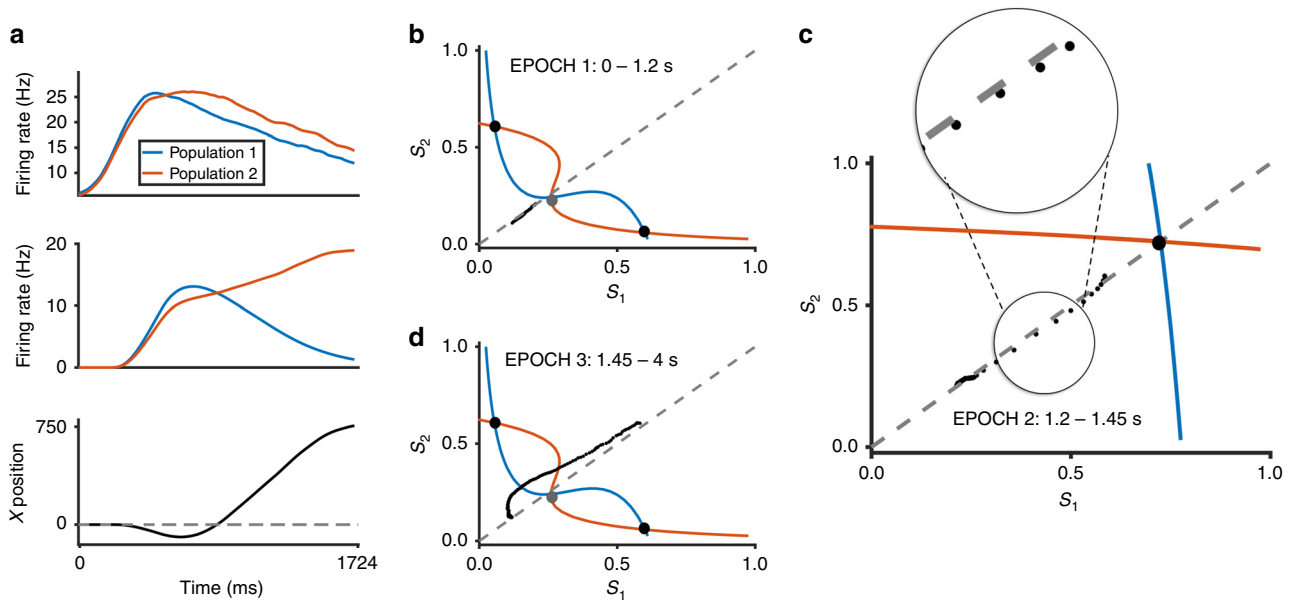 a
Firing rate (Hz)
25
20
15
10
Population 1
Population 2
Firing rate (Hz)
20
10
0
X position
750
0
0
1724
Time (ms)
b
EPOCH 1: 0 – 1.2 s
S2
1.0
0.5
0.0
0.0
0.5
1.0
S1
d
EPOCH 3: 1.45 – 4 s
S2
1.0
0.5
0.0
0.0
0.5
1.0
S1
c
S2
1.0
0.5
0.0
EPOCH 2: 1.2 – 1.45 s
0.0
0.5
1.0
S1